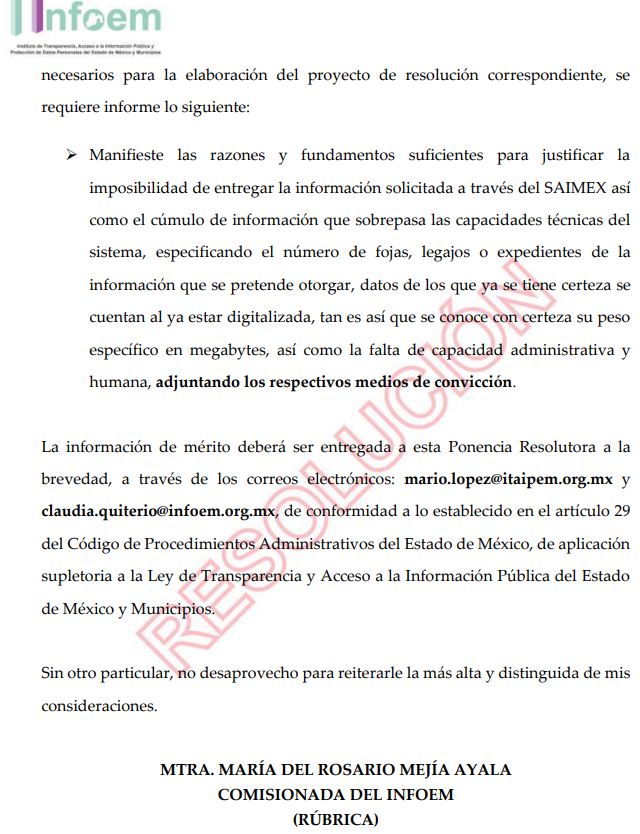 Infoem
Instituto de Transparencia, Acceso a la Información Pública y
Protección de Datos Personales del Estado de México y Municipios
necesarios para la elaboración del proyecto de resolución correspondiente, se
requiere informe lo siguiente:
➢ Manifieste las razones y fundamentos suficientes para justificar la
imposibilidad de entregar la información solicitada a través del SAIMEX así
como el cúmulo de información que sobrepasa las capacidades técnicas del
sistema, especificando el número de fojas, legajos o expedientes de la
información que se pretende otorgar, datos de los que ya se tiene certeza se
cuentan al ya estar digitalizada, tan es así que se conoce con certeza su peso
específico en megabytes, así como la falta de capacidad administrativa y
humana, adjuntando los respectivos medios de convicción.
La información de mérito deberá ser entregada a esta Ponencia Resolutora a la
brevedad, a través de los correos electrónicos: mario.lopez@itaipem.org.mx y
claudia.quiterio@infoem.org.mx, de conformidad a lo establecido en el artículo 29
del Código de Procedimientos Administrativos del Estado de México, de aplicación
supletoria a la Ley de Transparencia y Acceso a la Información Pública del Estado
de México y Municipios.
Sin otro particular, no desaprovecho para reiterarle la más alta y distinguida de mis
consideraciones.
MTRA. MARÍA DEL ROSARIO MEJÍA AYALA
COMISIONADA DEL INFOEM
(RÚBRICA)
RESOLUCIÓN